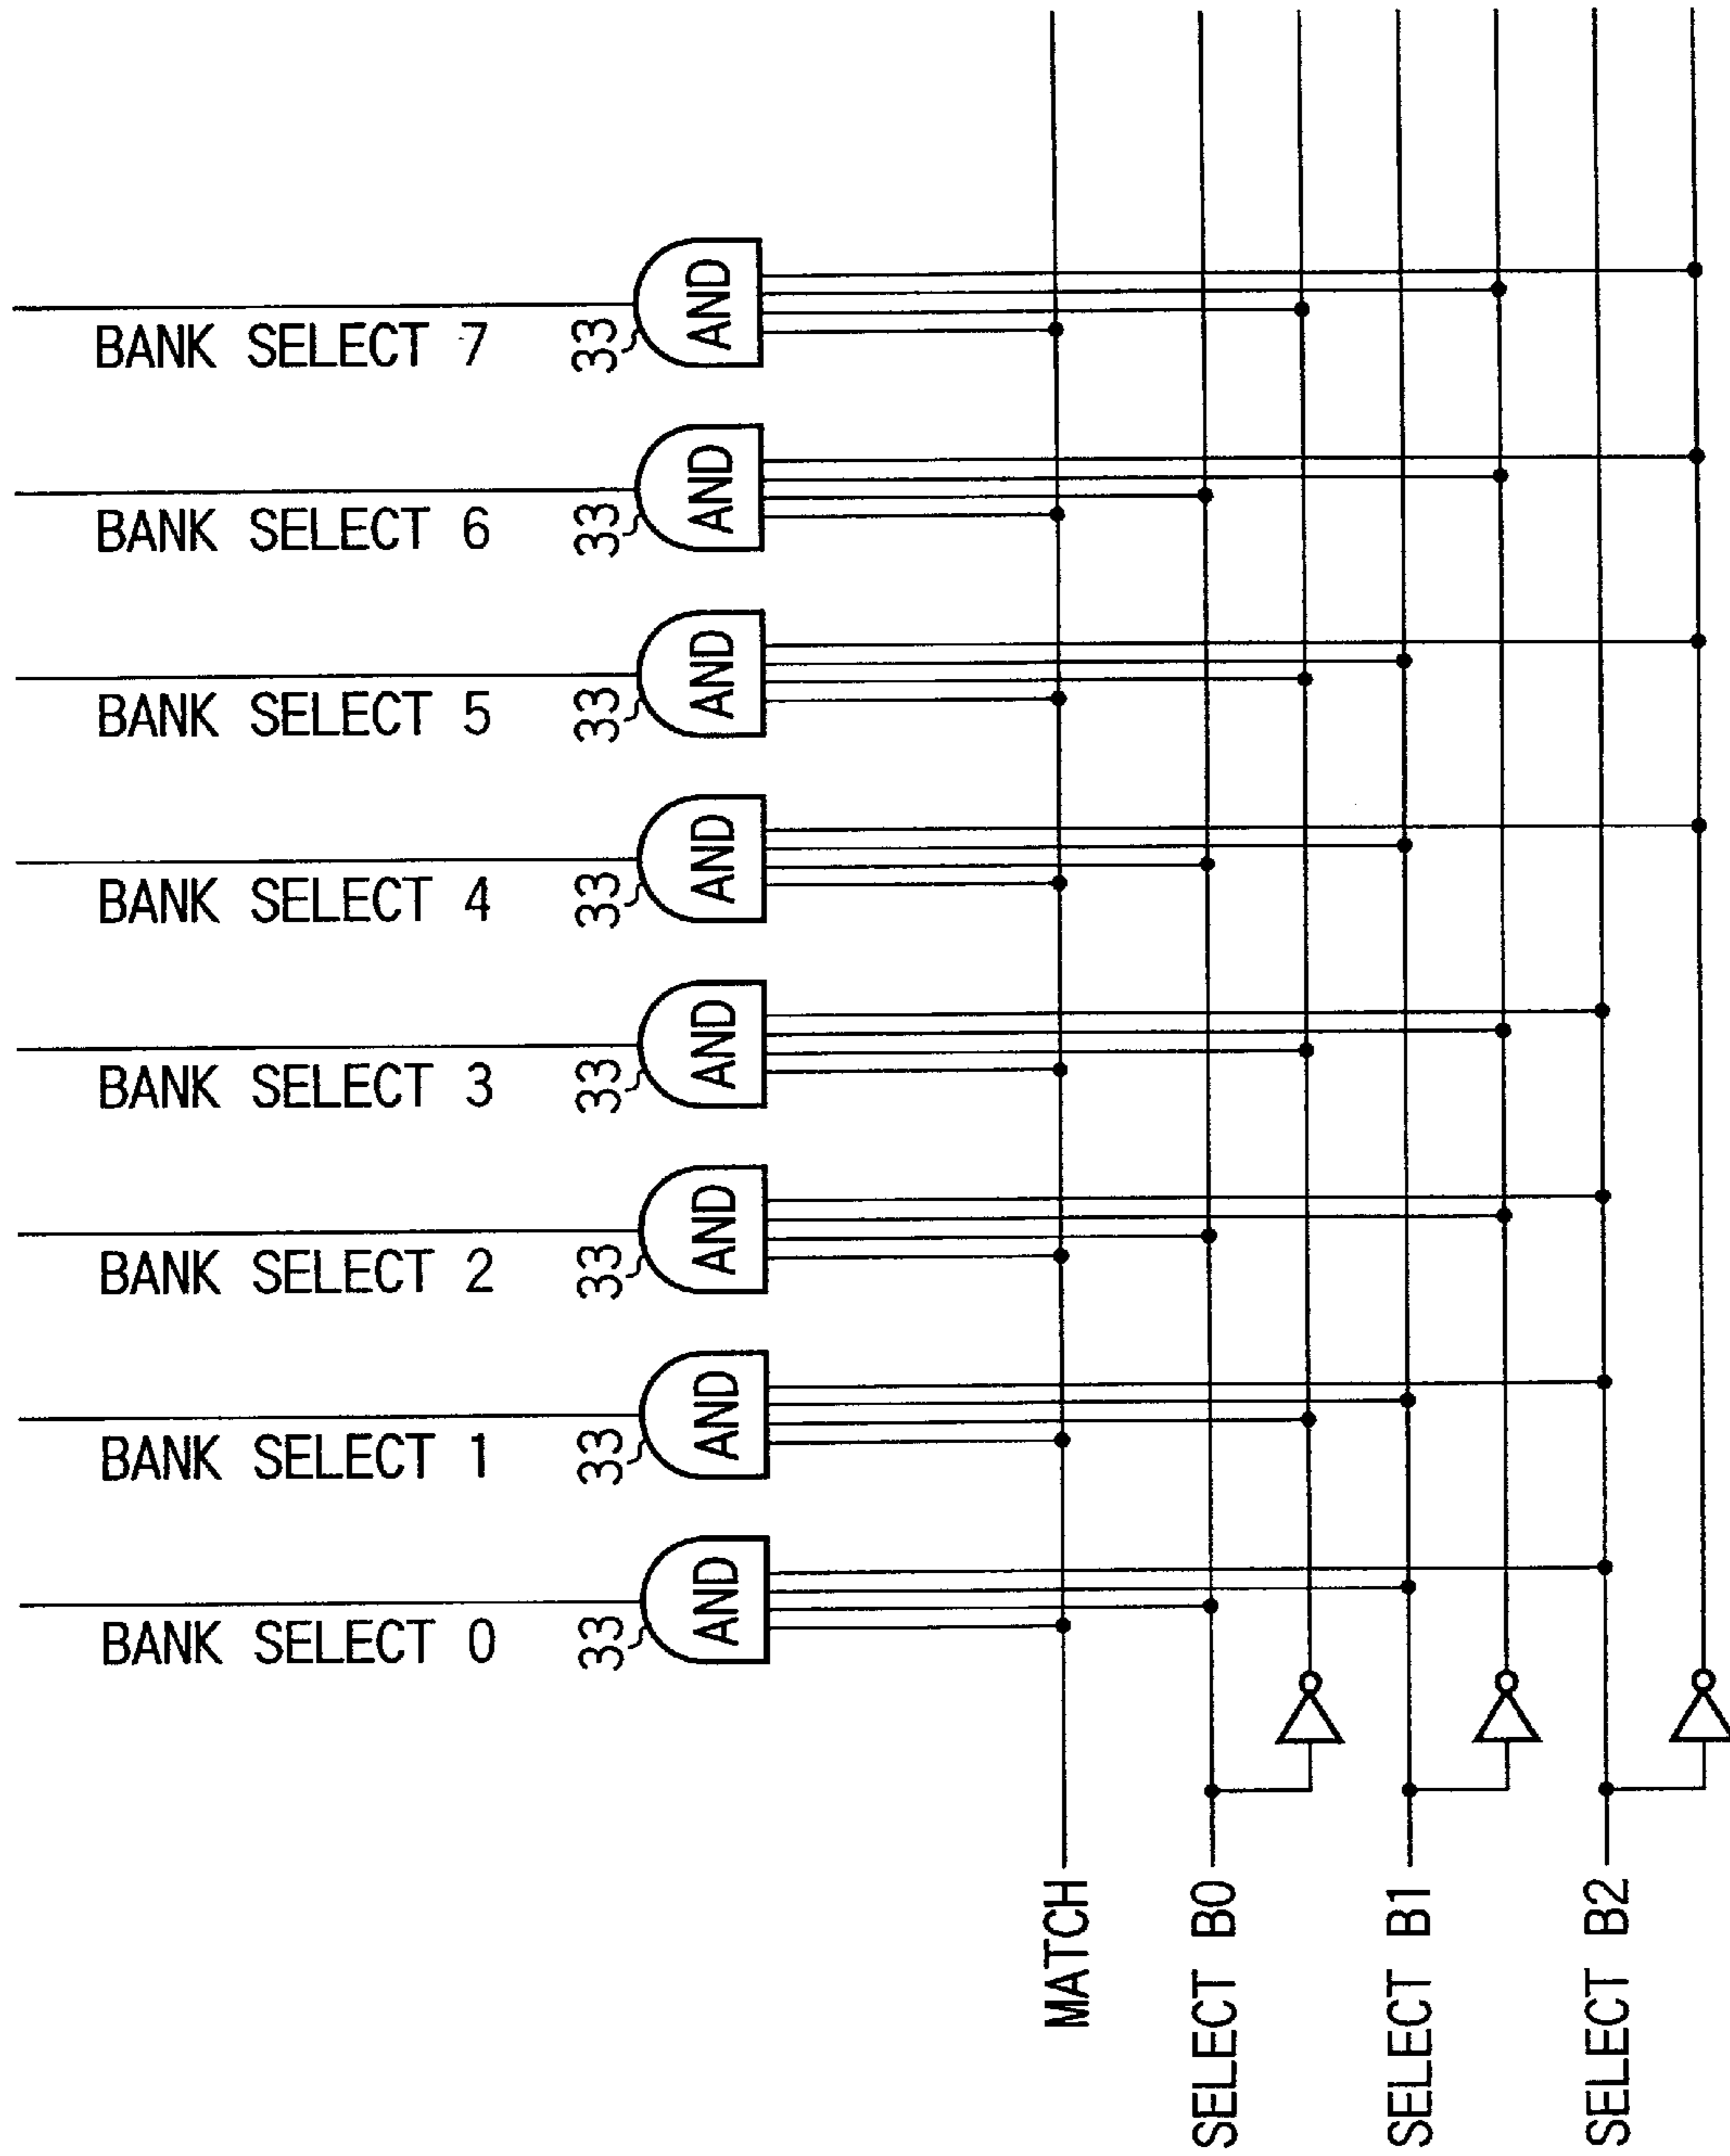 BANK SELECT 7
33
AND
BANK SELECT 6
33
AND
BANK SELECT 5
33
AND
BANK SELECT 4
33
AND
BANK SELECT 3
33
AND
BANK SELECT 2
33
AND
BANK SELECT 1
33
AND
BANK SELECT 0
33
AND
MATCH
SELECT B0
SELECT B1
SELECT B2